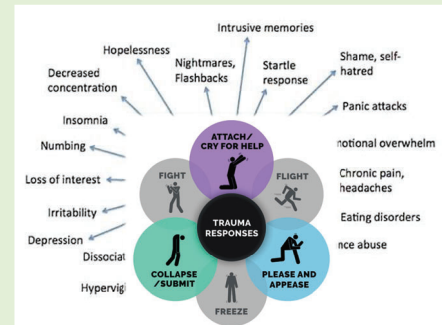 Intrusive memories
Hopelessness
Nightmares,
Flashbacks
Startle
response
Shame, self-
hatred
Decreased
concentration
Panic attacks
Insomnia
ATTACH/
CRY FOR HELP
motional overwhelm
Numbing
FIGHT
FLIGHT
Chronic pain,
headaches
Loss of interest
TRAUMA
RESPONSES
Irritability
Eating disorders
Depression
nce abuse
Dissociat
COLLAPSE
/SUBMIT
PLEASE AND
APPEASE
Hypervigi
FREEZE